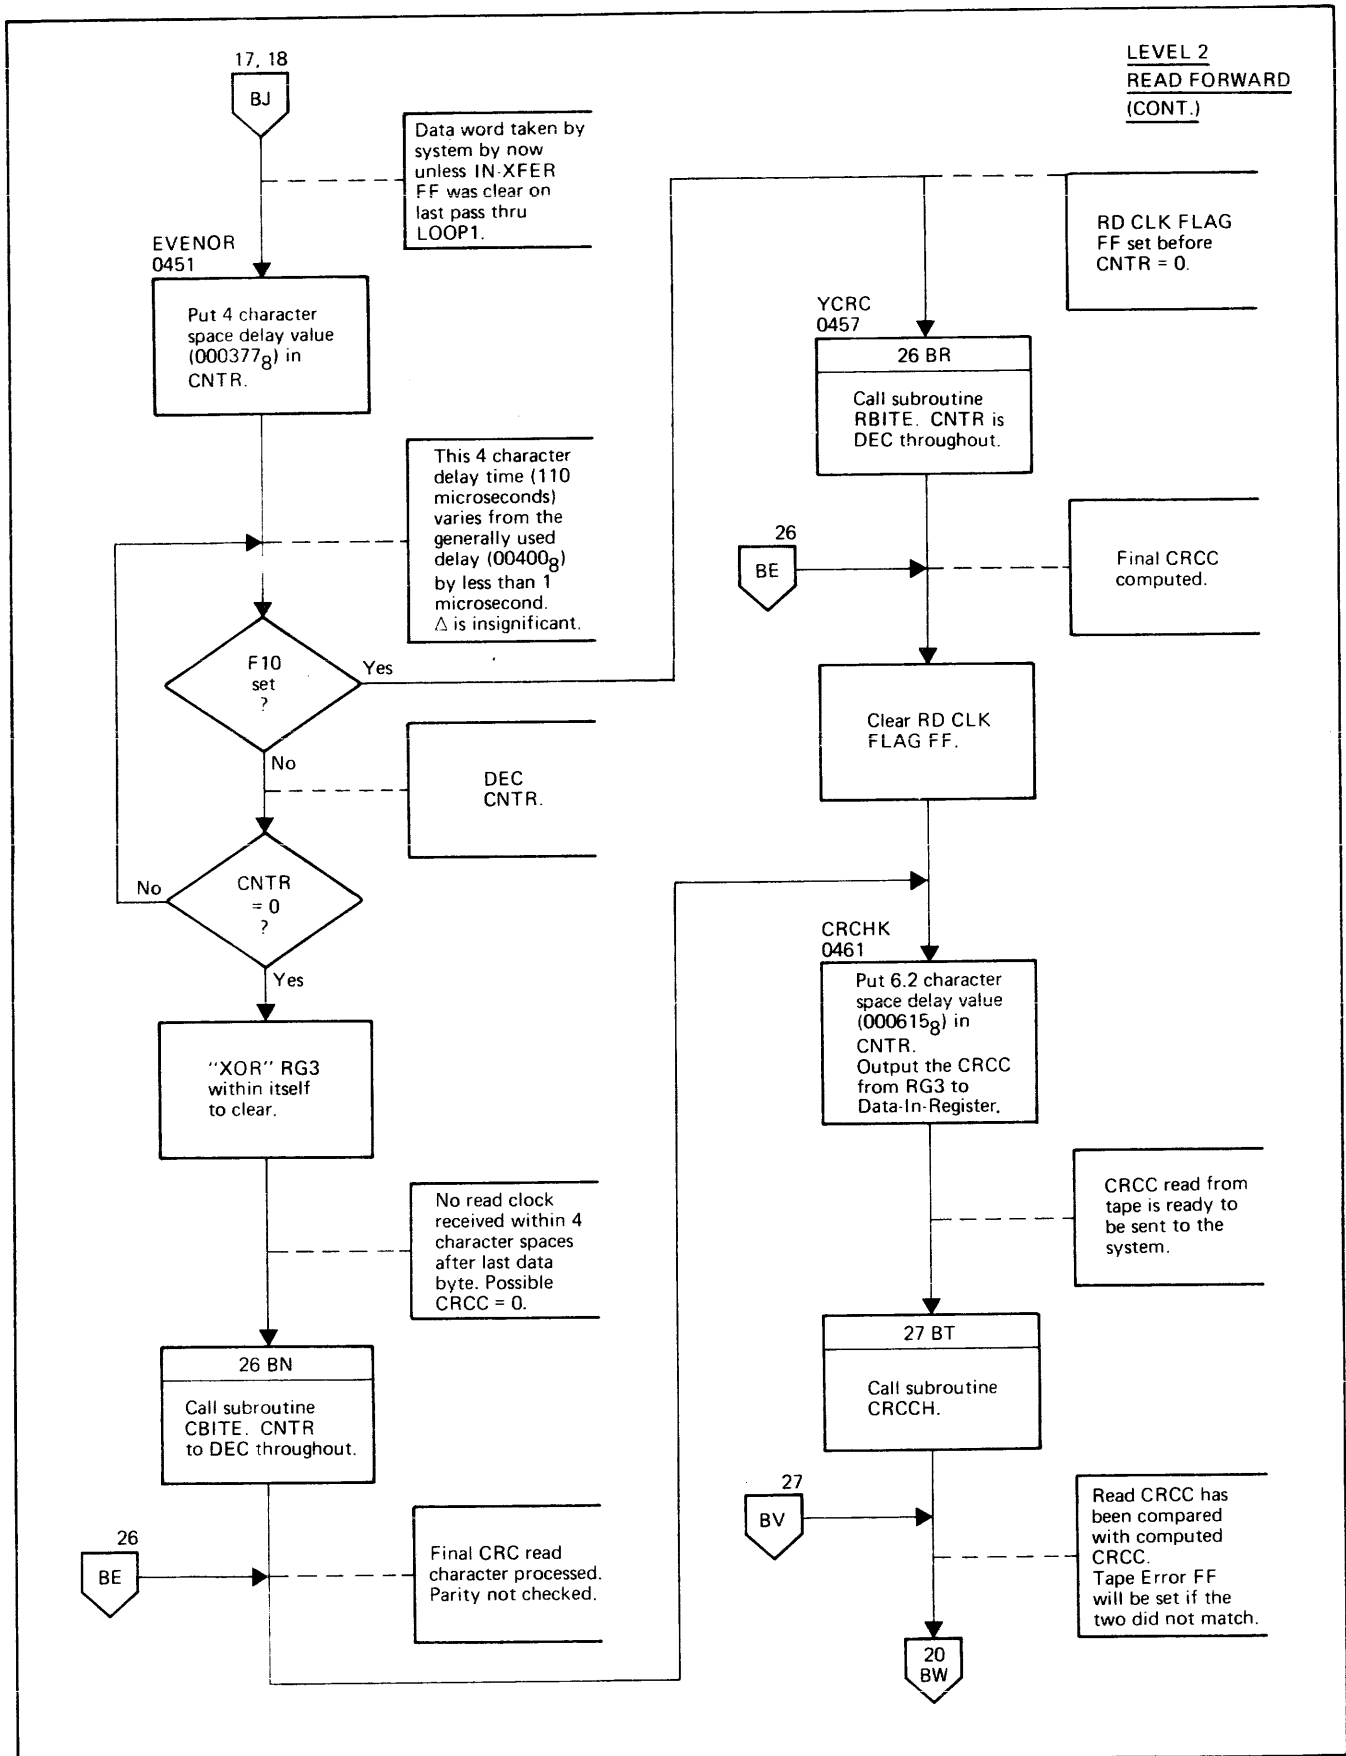 LEVEL 2
READ FORWARD
(CONT.)
17, 18
BJ
Data word taken by
system by now
unless IN-XFER
FF was clear on
last pass thru
LOOP1.
EVENOR
0451
Put 4 character
space delay value
(0003778) in
CNTR.
This 4 character
delay time (110
microseconds)
varies from the
generally used
delay (004008)
by less than 1
microsecond.
Δ is insignificant.
F10
set
?
Yes
No
DEC
CNTR.
CNTR
= 0
?
No
Yes
"XOR" RG3
within itself
to clear.
No read clock
received within 4
character spaces
after last data
byte. Possible
CRCC = 0.
26 BN
Call subroutine
CBITE. CNTR
to DEC throughout.
26
BE
Final CRC read
character processed.
Parity not checked.
RD CLK FLAG
FF set before
CNTR = 0.
YCRC
0457
26 BR
Call subroutine
RBITE. CNTR is
DEC throughout.
26
BE
Final CRCC
computed.
Clear RD CLK
FLAG FF.
CRCHK
0461
Put 6.2 character
space delay value
(0006158) in
CNTR.
Output the CRCC
from RG3 to
Data-In-Register.
CRCC read from
tape is ready to
be sent to the
system.
27 BT
Call subroutine
CRCCH.
27
BV
Read CRCC has
been compared
with computed
CRCC.
Tape Error FF
will be set if the
two did not match.
20
BW